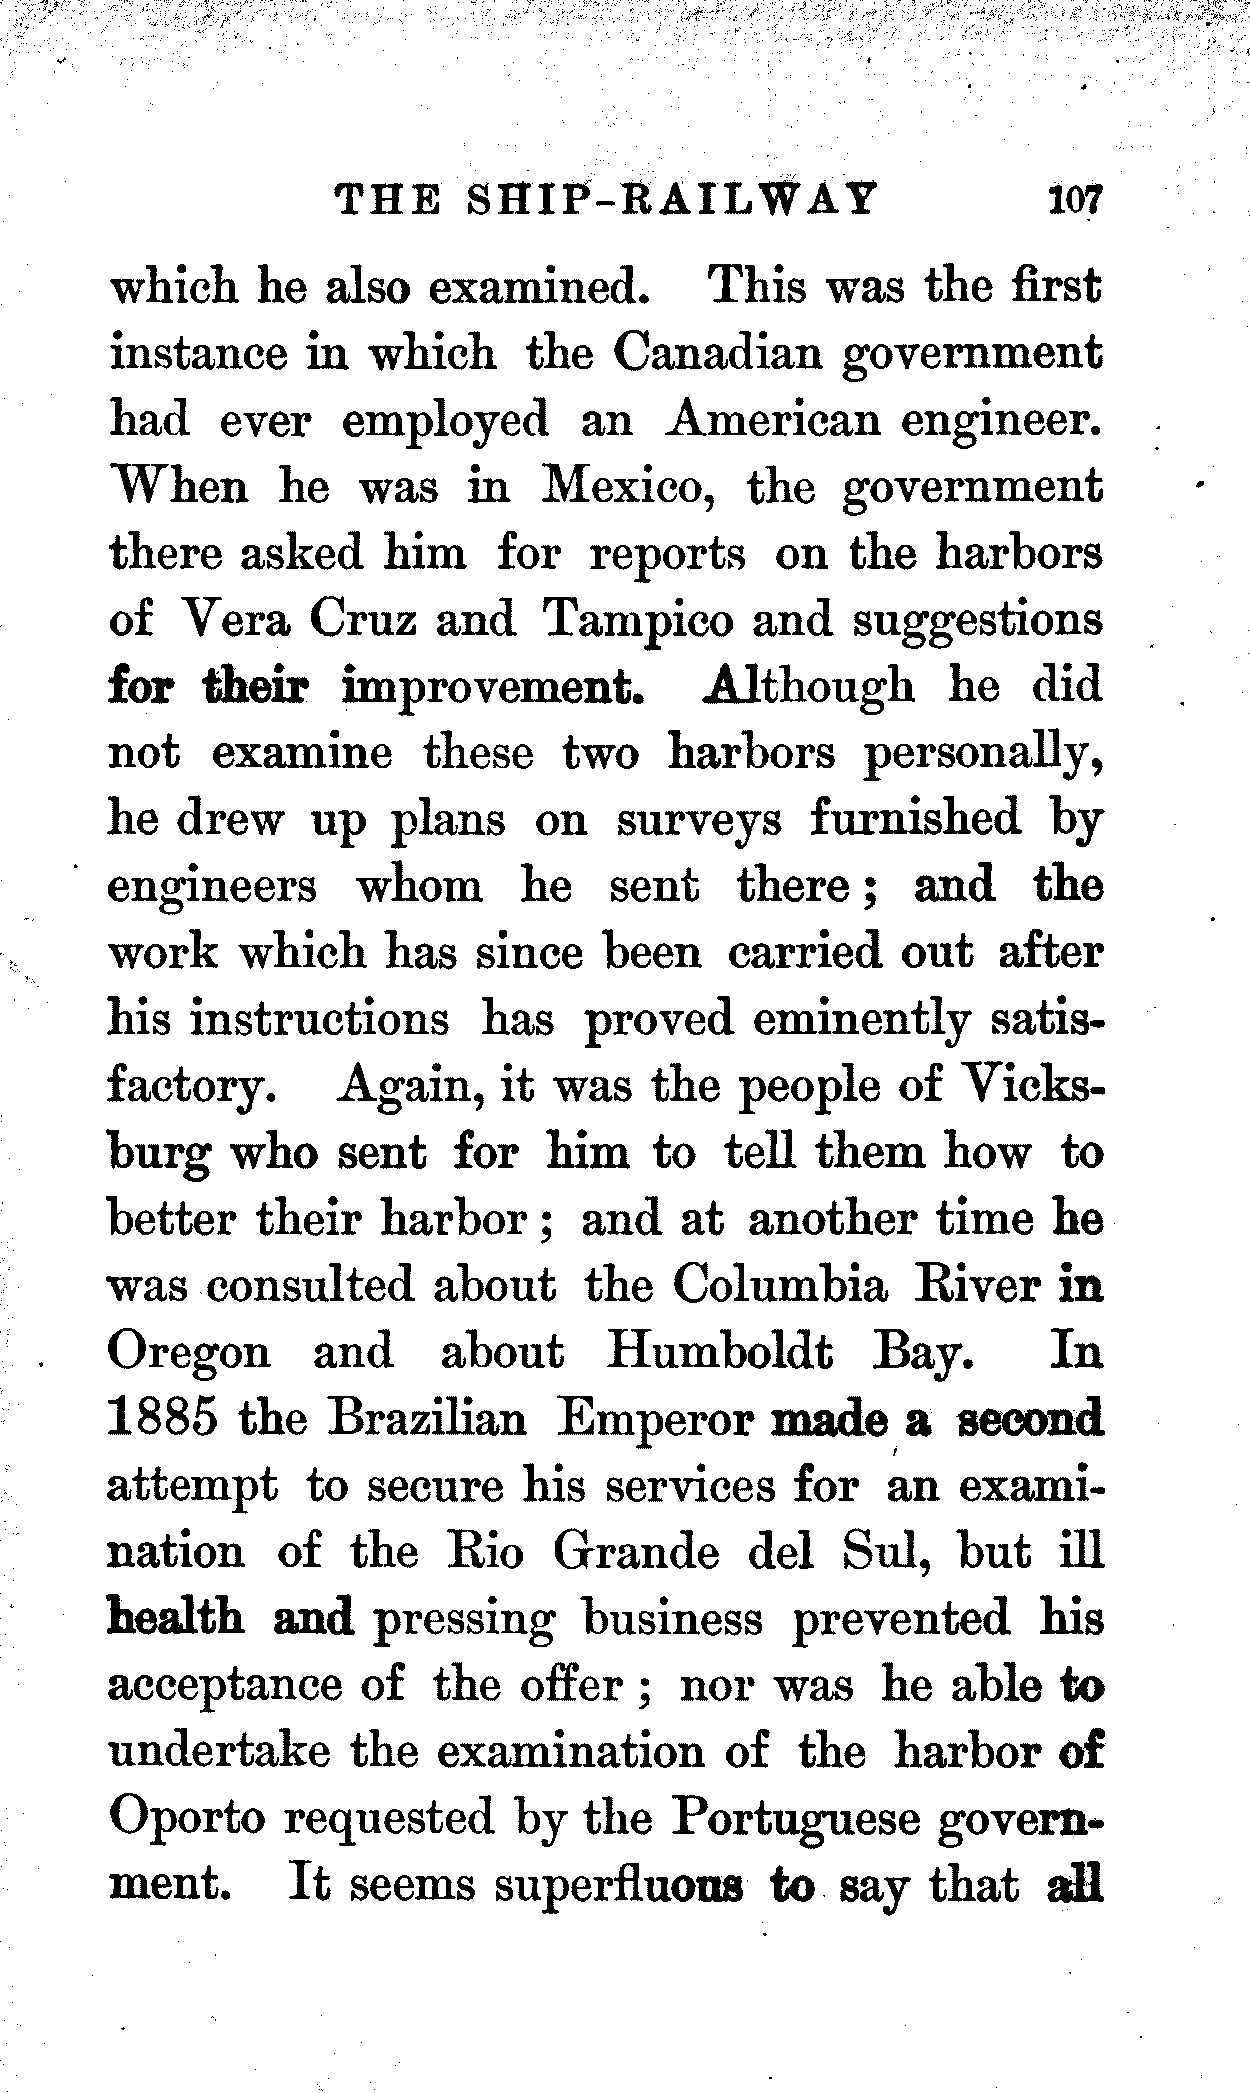 THE SHIP-RAILWAY 107
which he also examined. This was the first
instance in which the Canadian government
had ever employed an American engineer.
When he was in Mexico, the government
there asked him for reports on the harbors
of Vera Cruz and Tampico and suggestions
for their improvement. Although he did
not examine these two harbors personally,
he drew up plans on surveys furnished by
engineers whom he sent there ; and the
work which has since been carried out after
his instructions has proved eminently satis-
factory. Again, it was the people of Vicks-
burg who sent for him to tell them how to
better their harbor ; and at another time he
was consulted about the Columbia River in
Oregon and about Humboldt Bay. In
1885 the Brazilian Emperor made a second
attempt to secure his services for an exami-
nation of the Rio Grande del Sul, but ill
health and pressing business prevented his
acceptance of the offer ; nor was he able to
undertake the examination of the harbor of
Oporto requested by the Portuguese govern-
ment. It seems superfluous to say that all